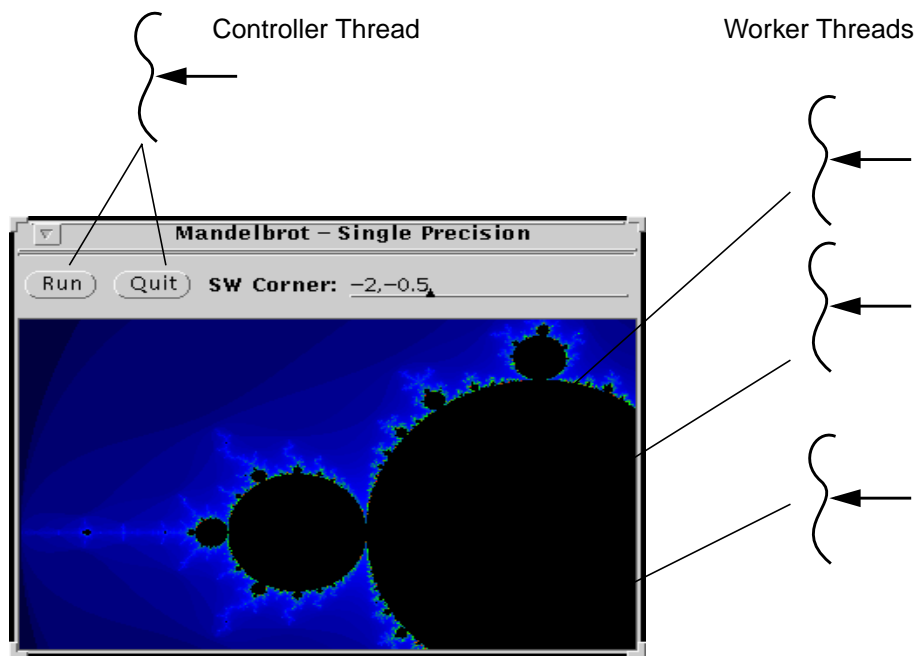 Controller Thread
Worker Threads
Mandelbrot – Single Precision
Run Quit SW Corner: −2,−0.5